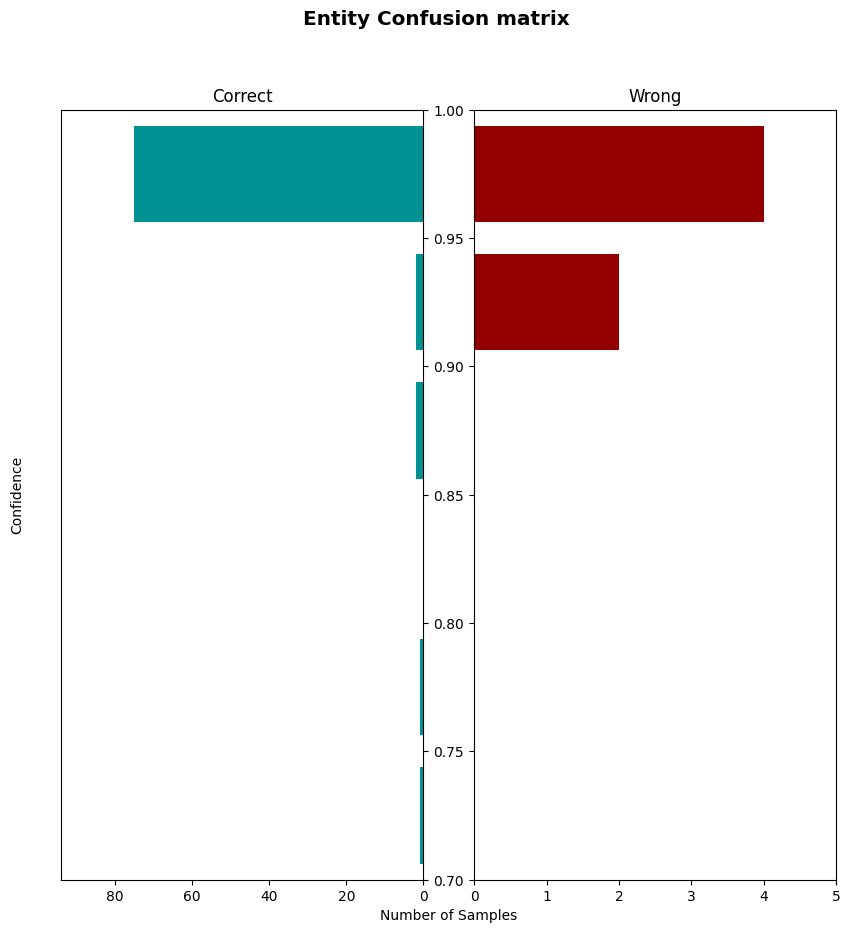 Entity Confusion matrix
Correct
Wrong
1.00
0.95
0.90
0.85
0.80
0.75
0.70
Confidence
80 60 40 20 0
0 1 2 3 4 5
Number of Samples